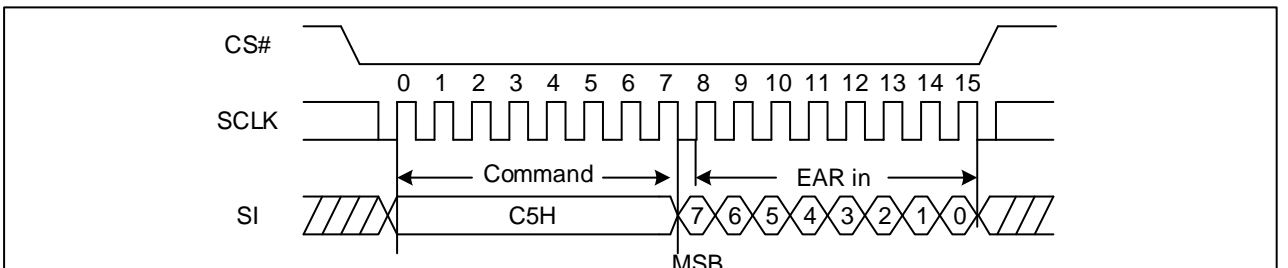 CS#
0 1 2 3 4 5 6 7 8 9 10 11 12 13 14 15
SCLK
Command EAR in
SI C5H 7 6 5 4 3 2 1 0
MSB